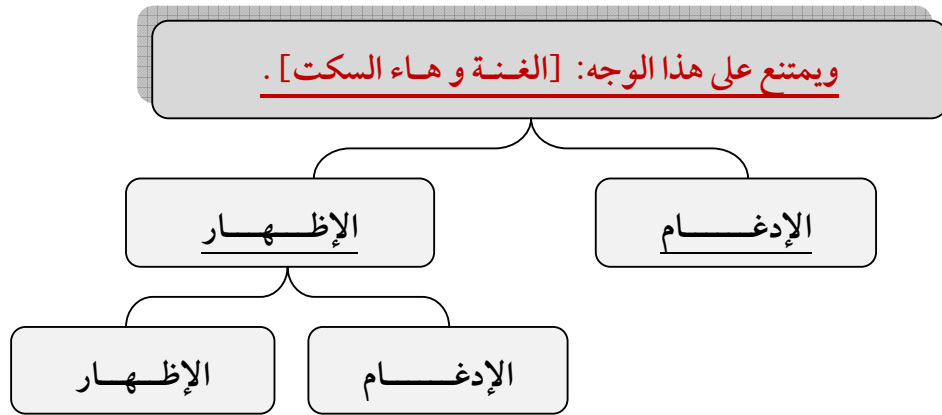 ويمتنع على هذا الوجه: [الغنة و هاء السكت] .
الإدغام
الإظهار
الإدغام
الإظهار